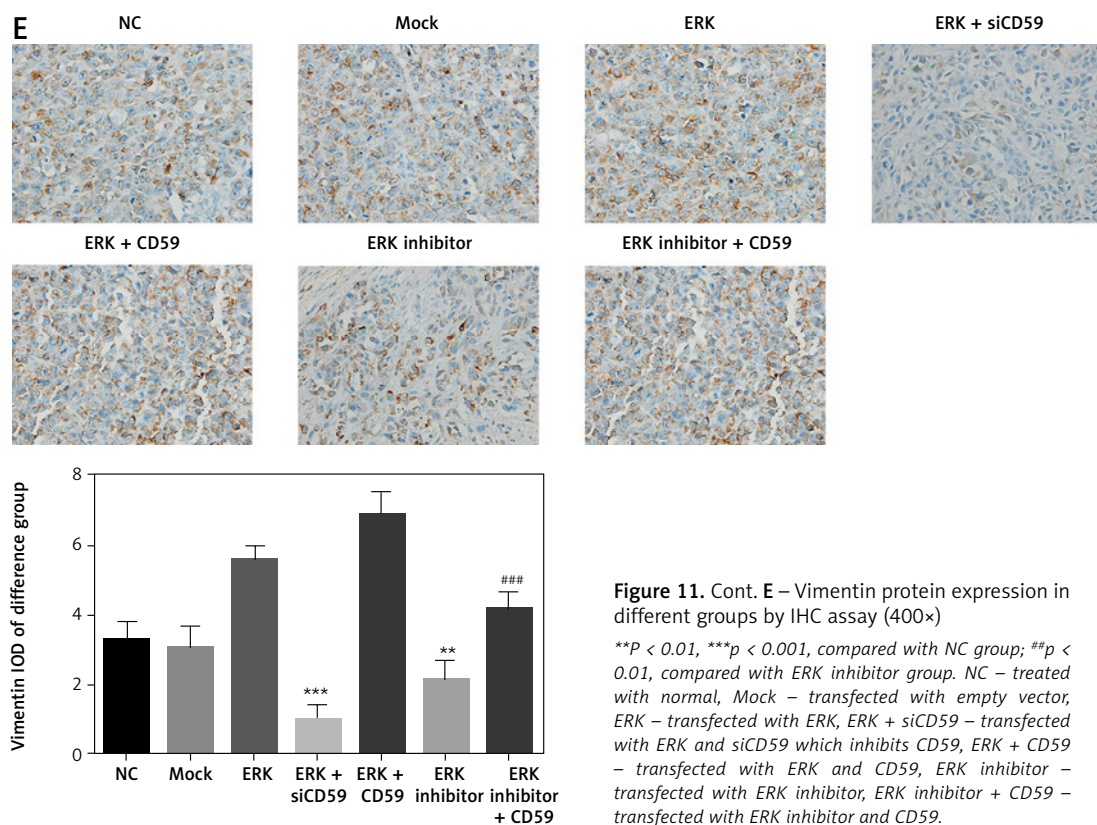 E
NC
Mock
ERK
ERK + siCD59
ERK + CD59
ERK inhibitor
ERK inhibitor + CD59
Vimentin IOD of difference group
8
6
4
2
0
***
**
###
NC
Mock
ERK
ERK +
siCD59
ERK +
CD59
ERK
inhibitor
ERK
inhibitor
+ CD59
Figure 11. Cont. E – Vimentin protein expression in
different groups by IHC assay (400×)
**P < 0.01, ***p < 0.001, compared with NC group; ##p <
0.01, compared with ERK inhibitor group. NC – treated
with normal, Mock – transfected with empty vector,
ERK – transfected with ERK, ERK + siCD59 – transfected
with ERK and siCD59 which inhibits CD59, ERK + CD59
– transfected with ERK and CD59, ERK inhibitor –
transfected with ERK inhibitor, ERK inhibitor + CD59 –
transfected with ERK inhibitor and CD59.